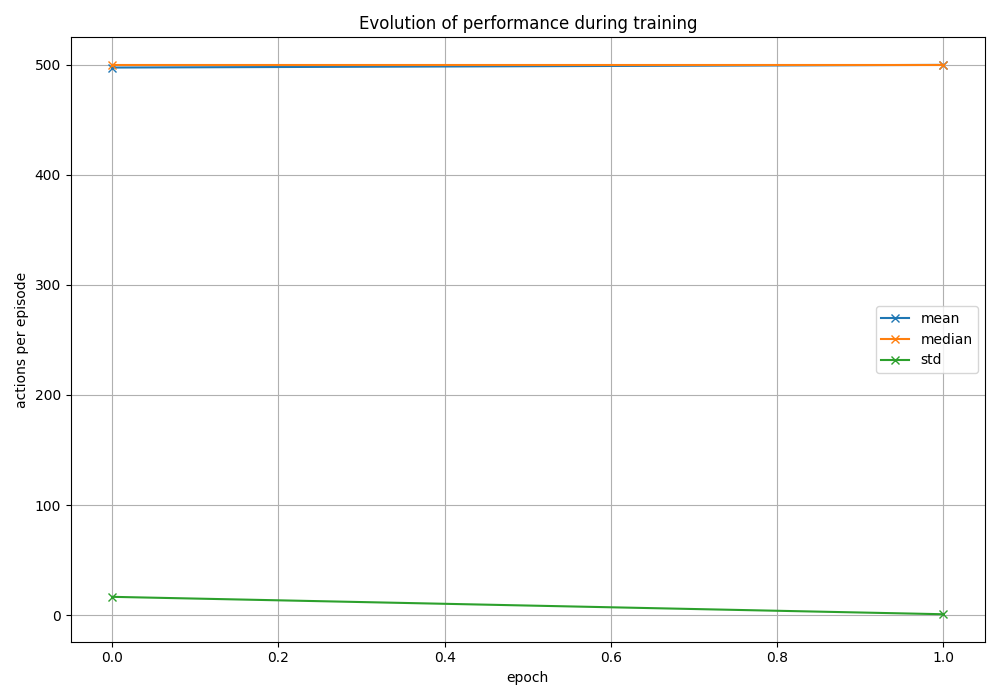 Evolution of performance during training
500
400
300
200
100
0
actions per episode
mean
median
std
0.0
0.2
0.4
0.6
0.8
1.0
epoch